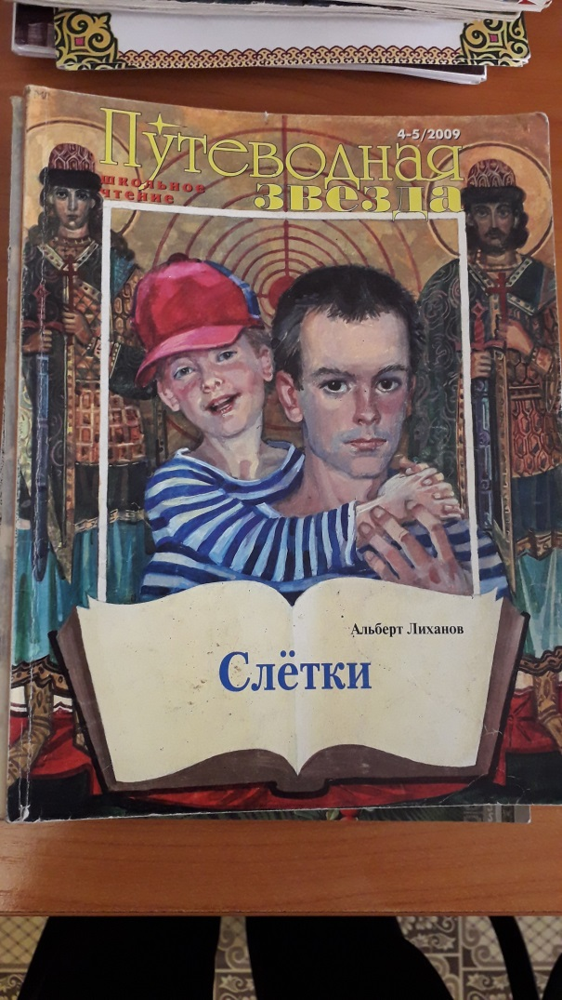 4-5/2009
Путеводная
школьное
чтение
звезда
Альберт Лиханов
Слётки